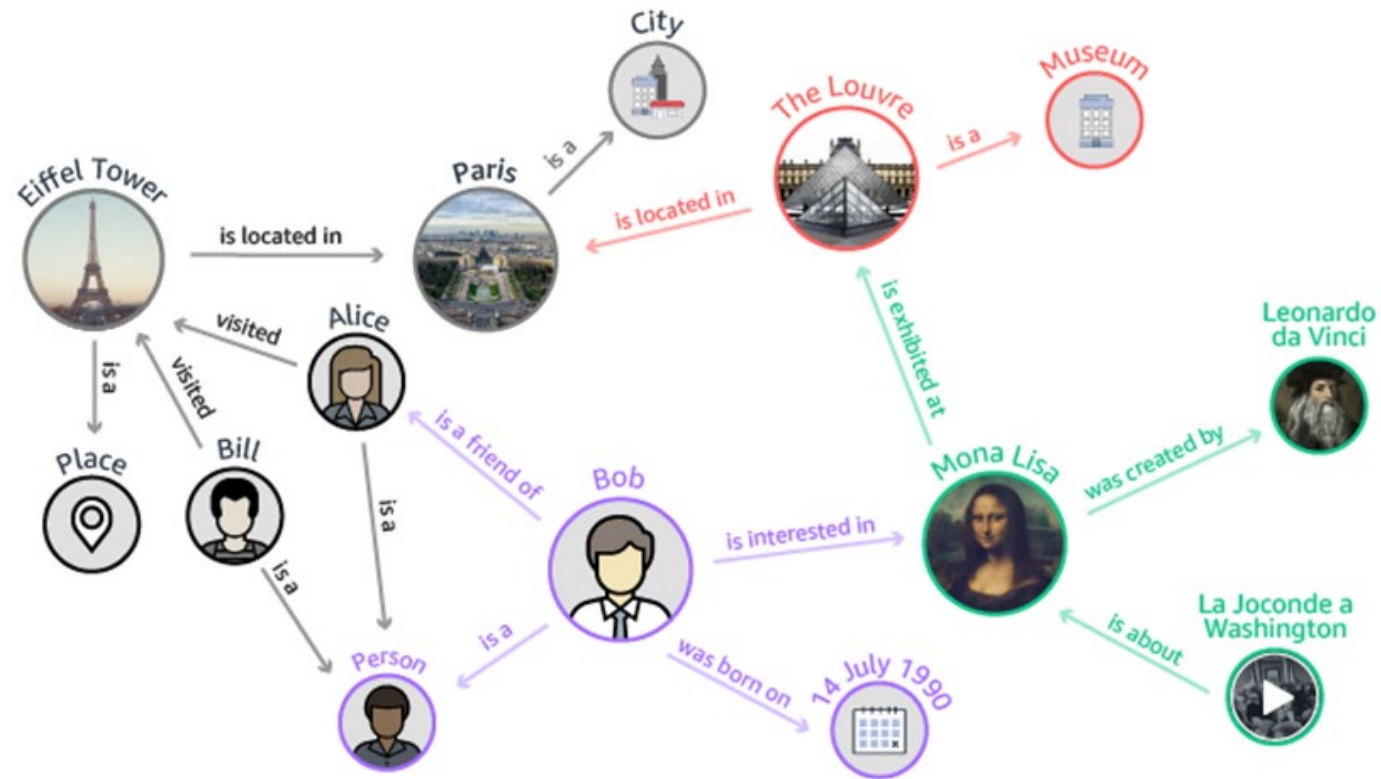 City
The Louvre
Museum
is a
is a
Eiffel Tower
Paris
is located in
is located in
visited
Alice
is a
visited
is exhibited at
Leonardo
da Vinci
Place
Bill
is a friend of
is a
Bob
is interested in
Mona Lisa
was created by
is a
Person
is a
was born on
14 July 1990
is about
La Joconde a
Washington